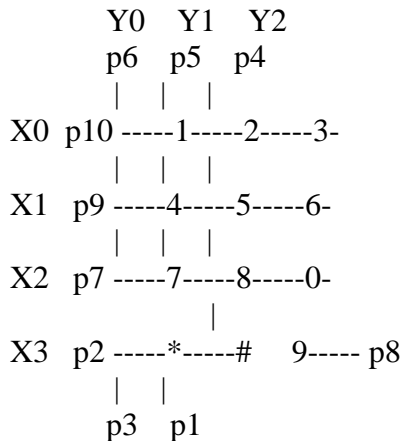 Y0 Y1 Y2
p6 p5 p4
| | |
X0 p10 -----1-----2-----3-
| | |
X1 p9 -----4-----5-----6-
| | |
X2 p7 -----7-----8-----0-
|
X3 p2 -----*-----# 9----- p8
| |
p3 p1